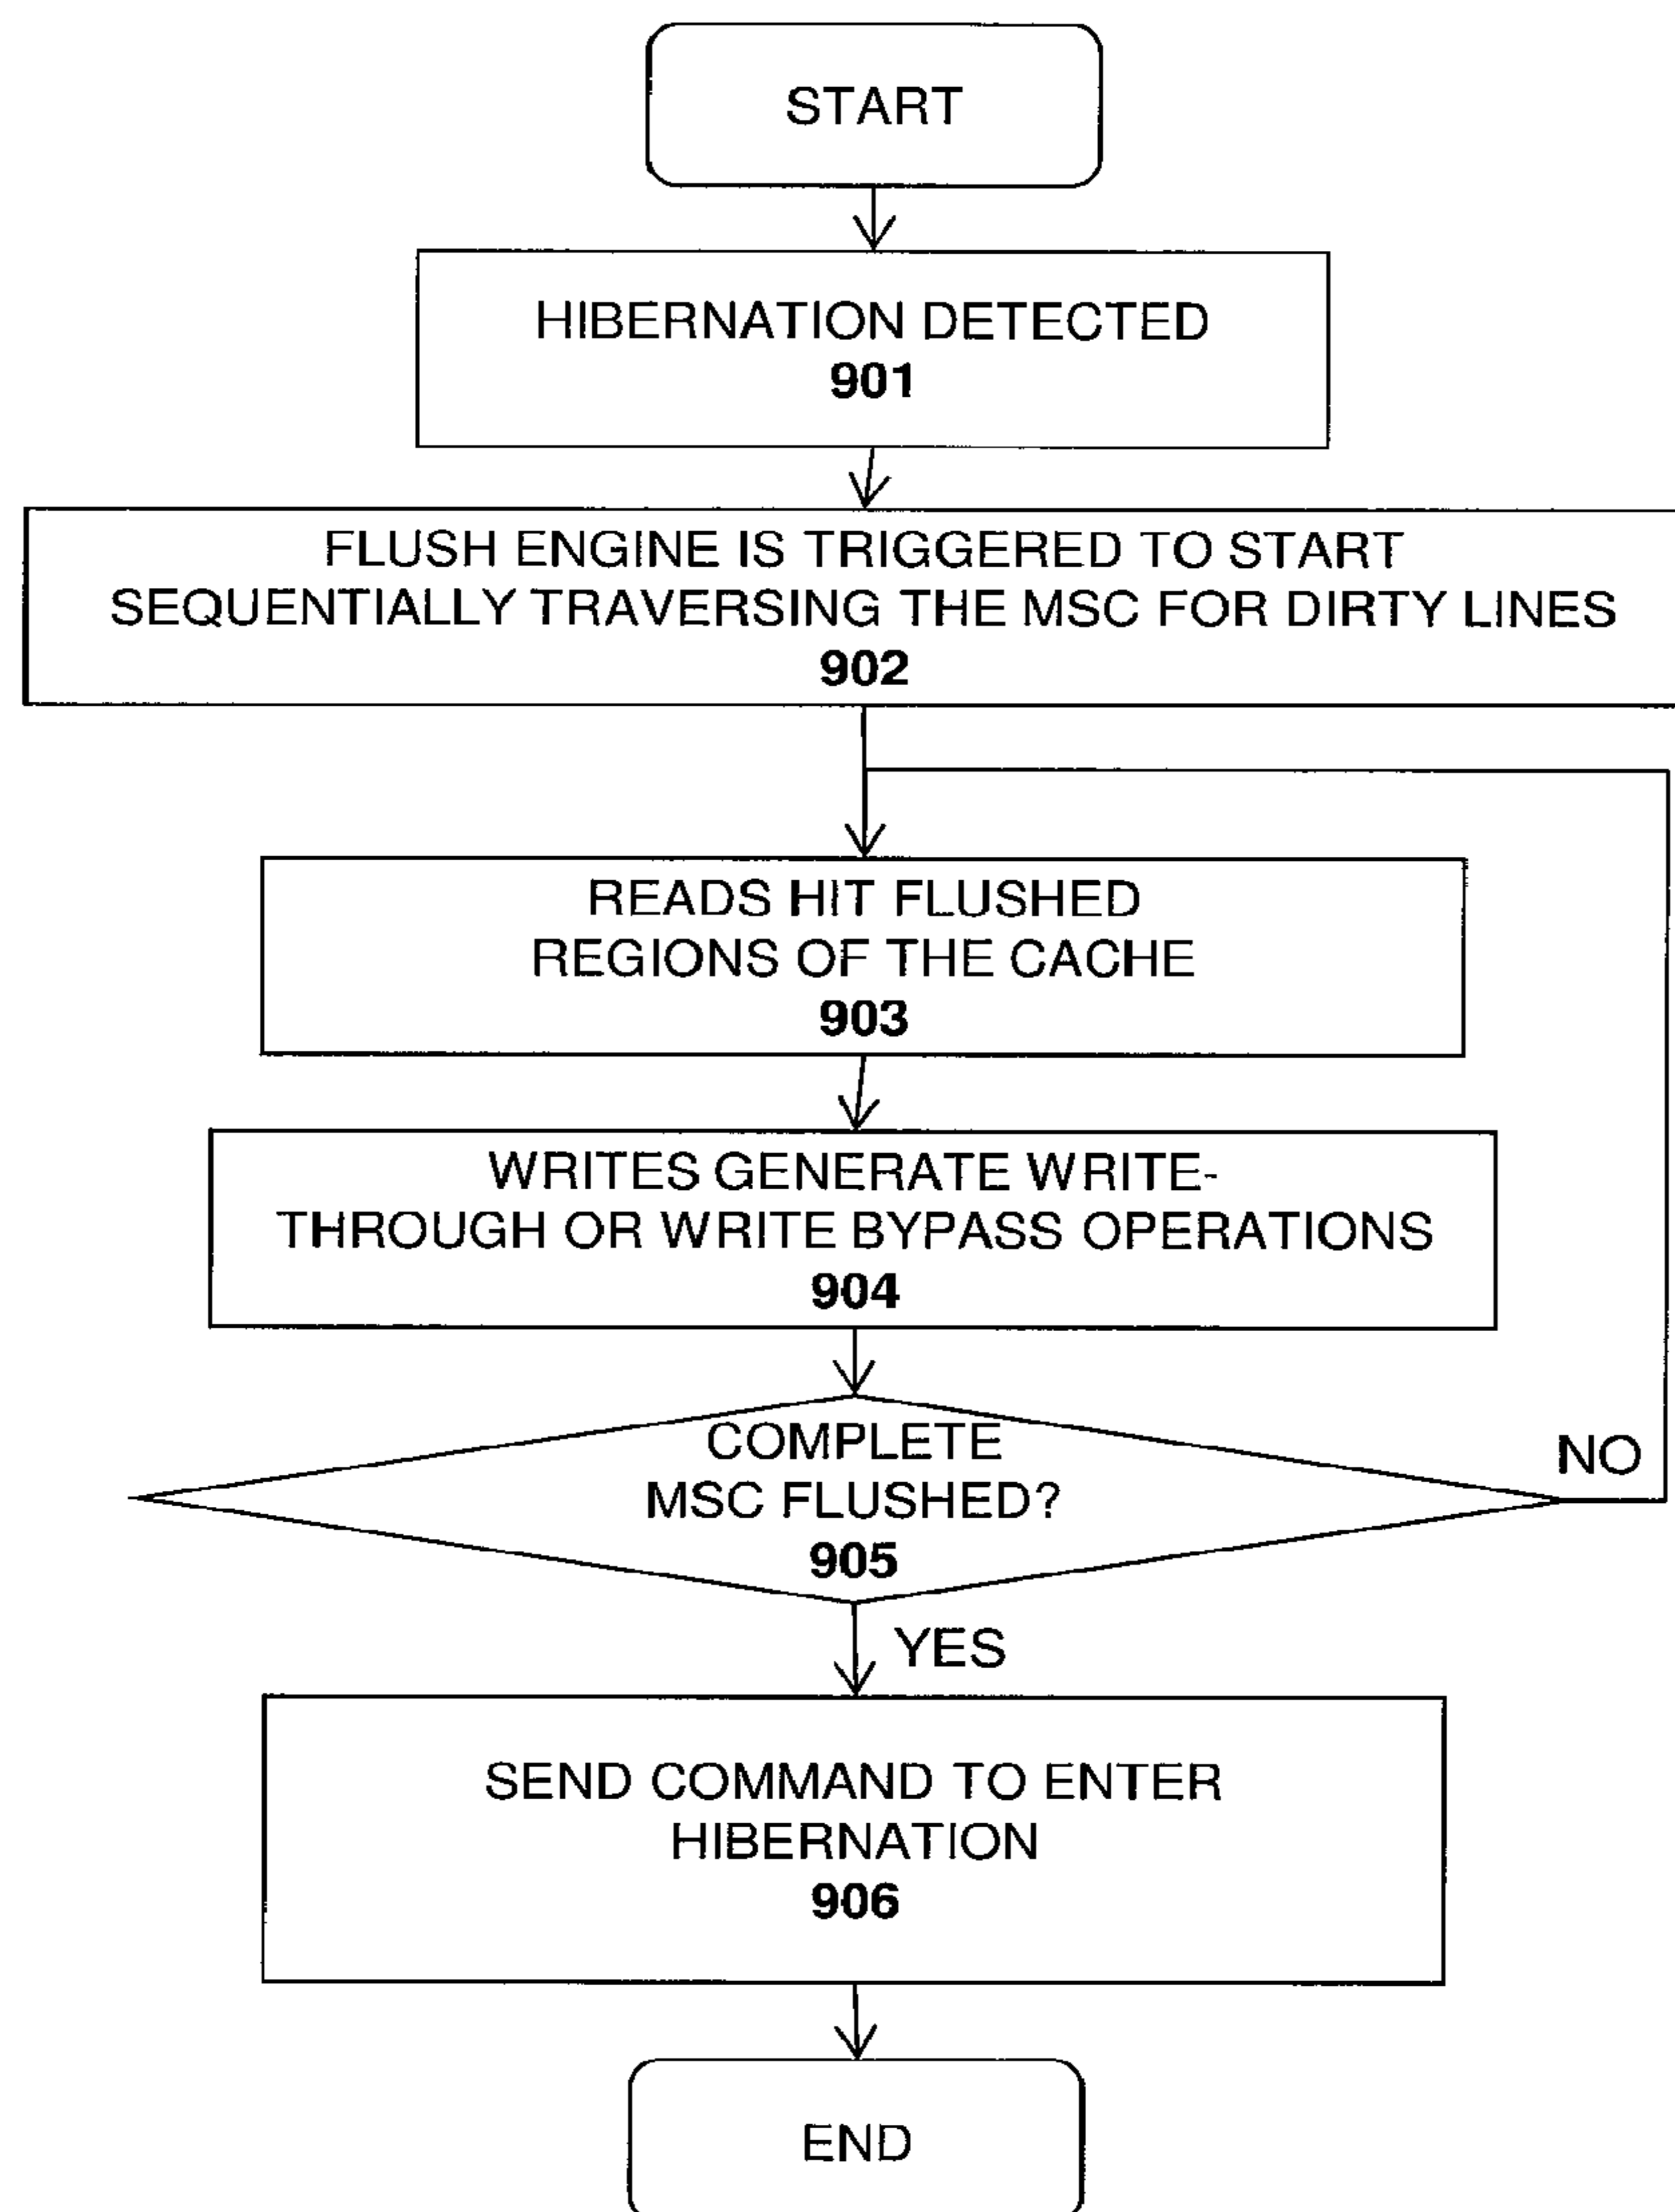 START
HIBERNATION DETECTED
901
FLUSH ENGINE IS TRIGGERED TO START
SEQUENTIALLY TRAVERSING THE MSC FOR DIRTY LINES
902
READS HIT FLUSHED
REGIONS OF THE CACHE
903
WRITES GENERATE WRITE-
THROUGH OR WRITE BYPASS OPERATIONS
904
COMPLETE
MSC FLUSHED?
905
NO
YES
SEND COMMAND TO ENTER
HIBERNATION
906
END